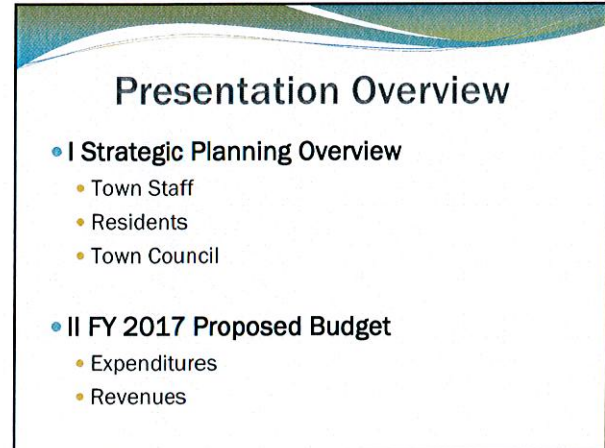 Presentation Overview
• I Strategic Planning Overview
• Town Staff
• Residents
• Town Council
• II FY 2017 Proposed Budget
• Expenditures
• Revenues